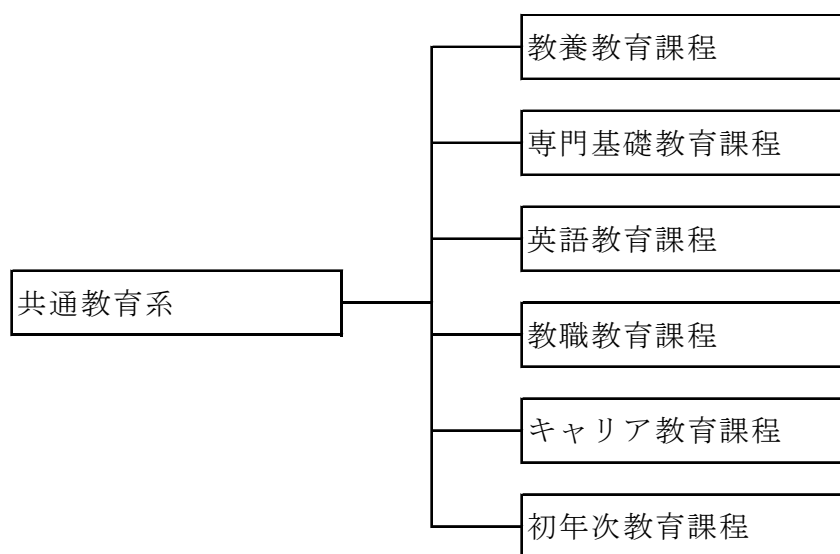 教養教育課程
専門基礎教育課程
英語教育課程
共通教育系
教職教育課程
キャリア教育課程
初年次教育課程